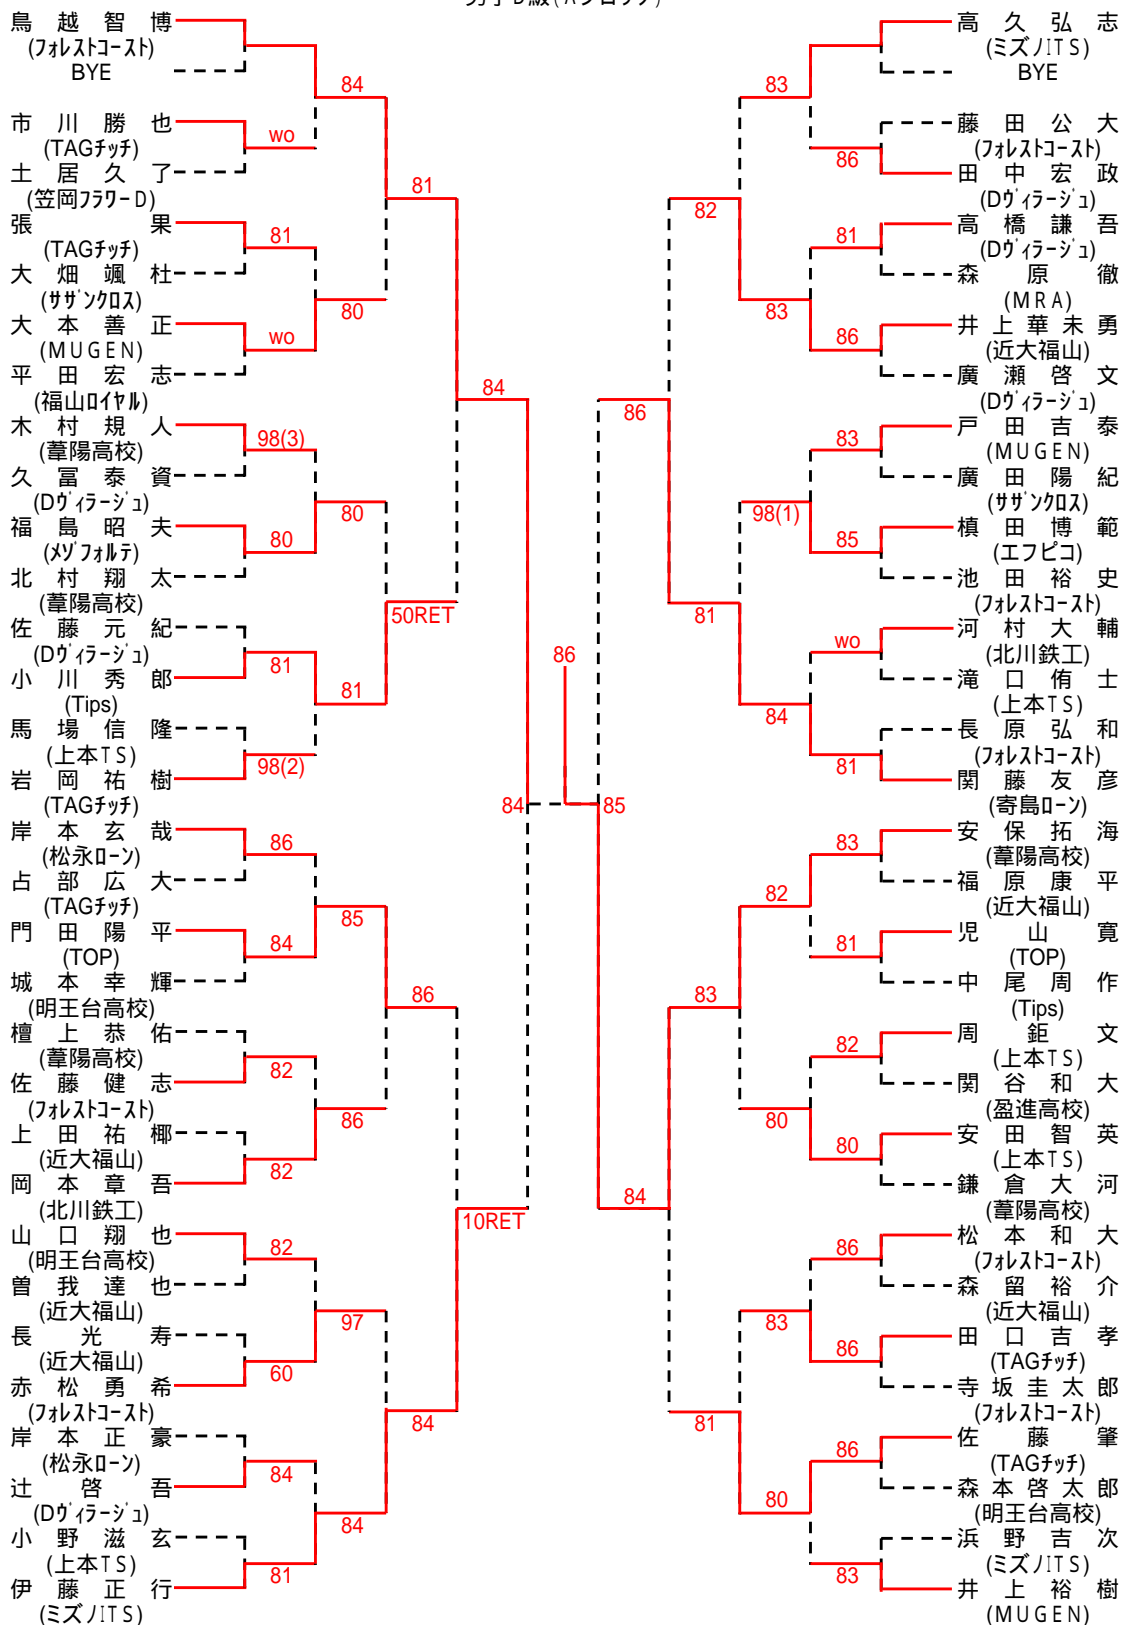 男子D級(Aブロック)
鳥越智博
(フォレストコースト)
BYE
市川勝也
(TAGチッチ)
土居久了
(笠岡フラワーD)
張果
(TAGチッチ)
大畑颯杜
(サザンクロス)
大本善正
(MUGEN)
平田宏志
(福山ロイヤル)
木村規人
(葦陽高校)
久冨泰資
(Dヴィラージュ)
福島昭夫
(メゾフォルテ)
北村翔太
(葦陽高校)
佐藤元紀
(Dヴィラージュ)
小川秀郎
(Tips)
馬場信隆
(上本TS)
岩岡祐樹
(TAGチッチ)
岸本玄哉
(松永ローン)
占部広大
(TAGチッチ)
門田陽平
(TOP)
城本幸輝
(明王台高校)
檀上恭佑
(葦陽高校)
佐藤健志
(フォレストコースト)
上田祐椰
(近大福山)
岡本章吾
(北川鉄工)
山口翔也
(明王台高校)
曽我達也
(近大福山)
長光寿
(近大福山)
赤松勇希
(フォレストコースト)
岸本正豪
(松永ローン)
辻啓吾
(Dヴィラージュ)
小野滋玄
(上本TS)
伊藤正行
(ミズノITS)
wo
81
wo
98(3)
80
81
98(2)
86
84
82
82
82
60
84
81
84
80
80
81
85
86
97
84
81
50RET
86
84
84
10RET
84
86
85
86
84
82
81
83
81
83
83
98(1)
84
82
80
83
80
86
81
86
83
85
wo
81
83
81
82
80
86
86
86
83
高久弘志
(ミズノITS)
BYE
藤田公大
(フォレストコースト)
田中宏政
(Dヴィラージュ)
高橋謙吾
(Dヴィラージュ)
森原徹
(MRA)
井上華未勇
(近大福山)
廣瀬啓文
(Dヴィラージュ)
戸田吉泰
(MUGEN)
廣田陽紀
(サザンクロス)
槙田博範
(エフピコ)
池田裕史
(フォレストコースト)
河村大輔
(北川鉄工)
滝口侑士
(上本TS)
長原弘和
(フォレストコースト)
関藤友彦
(寄島ローン)
安保拓海
(葦陽高校)
福原康平
(近大福山)
児山寛
(TOP)
中尾周作
(Tips)
周鉅文
(上本TS)
関谷和大
(盈進高校)
安田智英
(上本TS)
鎌倉大河
(葦陽高校)
松本和大
(フォレストコースト)
森留裕介
(近大福山)
田口吉孝
(TAGチッチ)
寺坂圭太郎
(フォレストコースト)
佐藤肇
(TAGチッチ)
森本啓太郎
(明王台高校)
浜野吉次
(ミズノITS)
井上裕樹
(MUGEN)